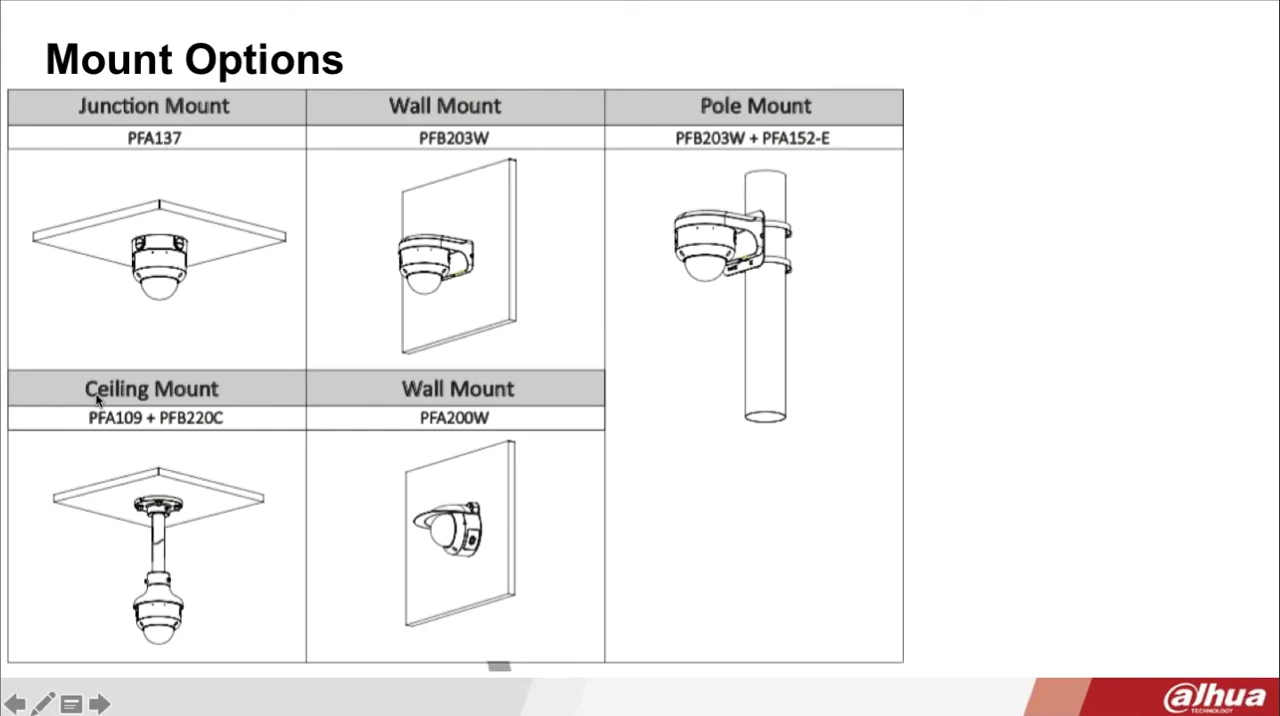 Mount Options
Junction Mount
Wall Mount
Pole Mount
PFA137
PFB203W
PFB203W + PFA152-E
Ceiling Mount
Wall Mount
PFA109 + PFB220C
PFA200W
alhua
TECHNOLOGY